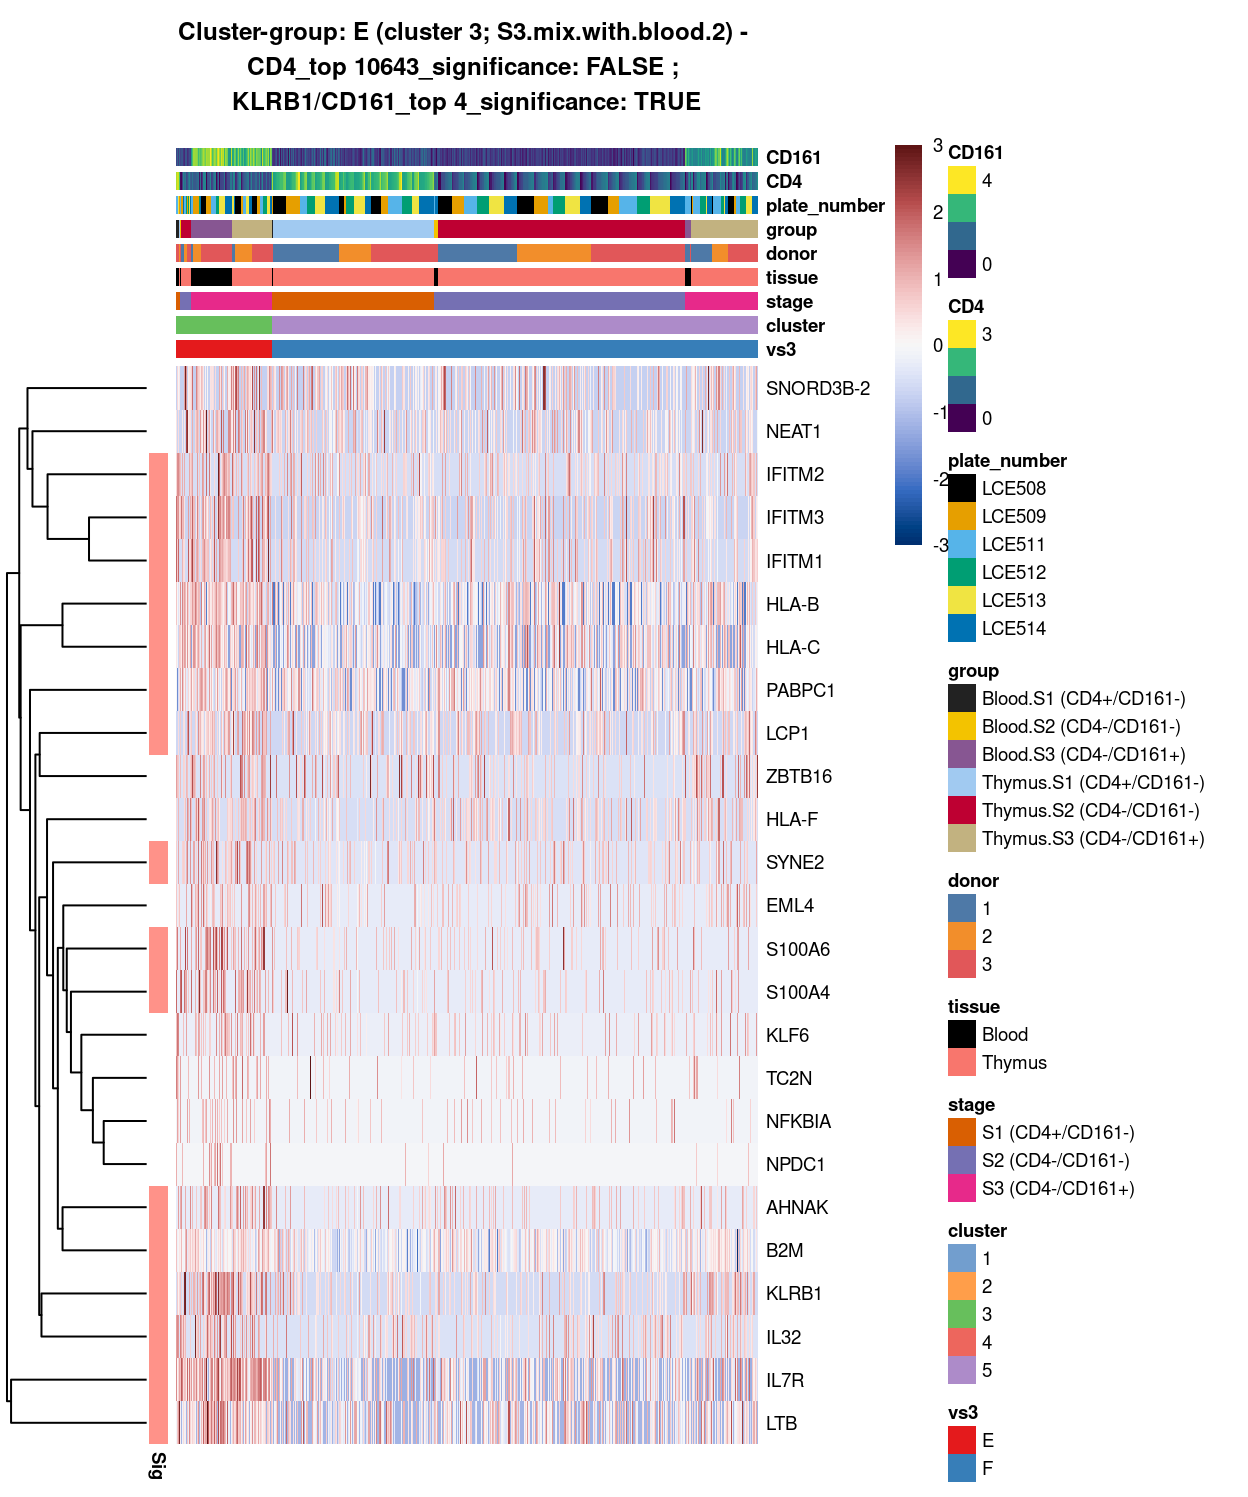 Cluster-group: E (cluster 3; S3.mix.with.blood.2) -
CD4_top 10643_significance: FALSE ;
KLRB1/CD161_top 4_significance: TRUE
CD161
CD4
plate_number
group
donor
tissue
stage
cluster
vs3
SNORD3B-2
NEAT1
IFITM2
IFITM3
IFITM1
HLA-B
HLA-C
PABPC1
LCP1
ZBTB16
HLA-F
SYNE2
EML4
S100A6
S100A4
KLF6
TC2N
NFKBIA
NPDC1
AHNAK
B2M
KLRB1
IL32
IL7R
LTB
Sig
3
2
1
0
-1
-2
-3
CD161
4
0
CD4
3
0
plate_number
LCE508
LCE509
LCE511
LCE512
LCE513
LCE514
group
Blood.S1 (CD4+/CD161-)
Blood.S2 (CD4-/CD161-)
Blood.S3 (CD4-/CD161+)
Thymus.S1 (CD4+/CD161-)
Thymus.S2 (CD4-/CD161-)
Thymus.S3 (CD4-/CD161+)
donor
1
2
3
tissue
Blood
Thymus
stage
S1 (CD4+/CD161-)
S2 (CD4-/CD161-)
S3 (CD4-/CD161+)
cluster
1
2
3
4
5
vs3
E
F